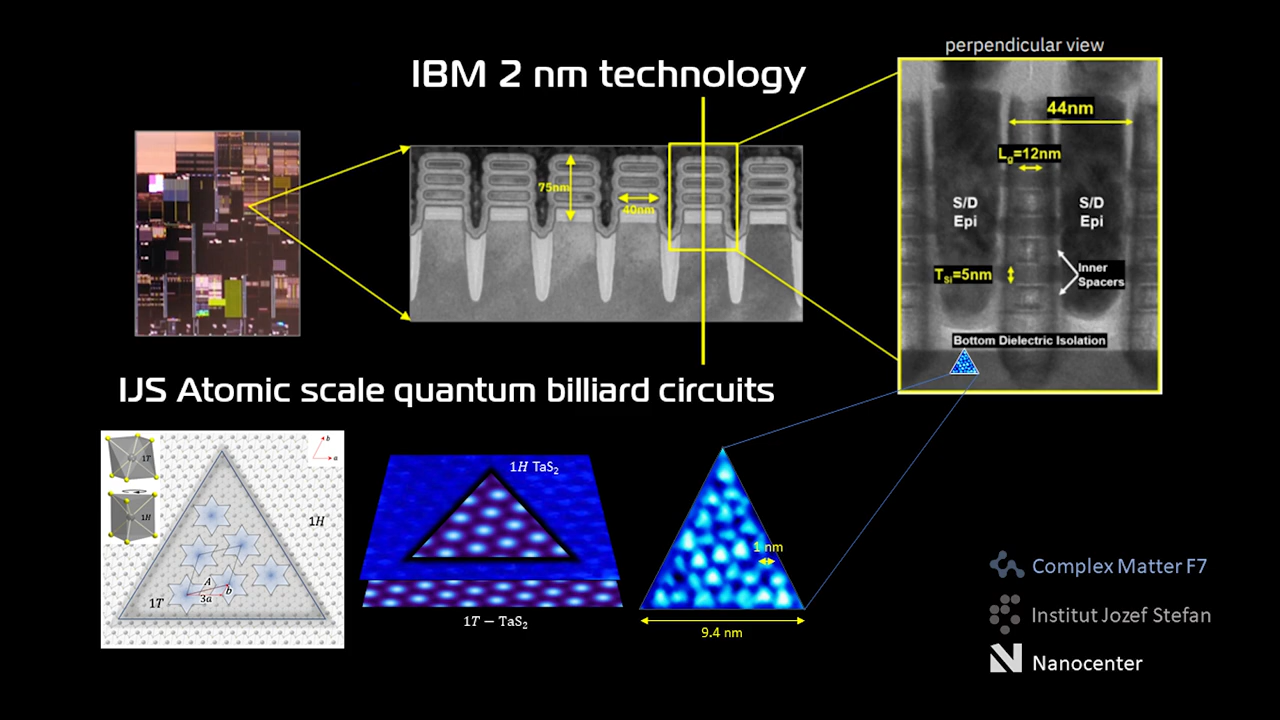 perpendicular view
IBM 2 nm technology
44nm
Lg=12nm
75nm
40nm
S/D
Epi
S/D
Epi
TSi=5nm
Inner
Spacers
Bottom Dielectric Isolation
IJS Atomic scale quantum billiard circuits
1T
b
a
1H
1H
1H TaS₂
1 nm
A
b
3a
1T
1T − TaS₂
9.4 nm
Complex Matter F7
Institut Jozef Stefan
Nanocenter